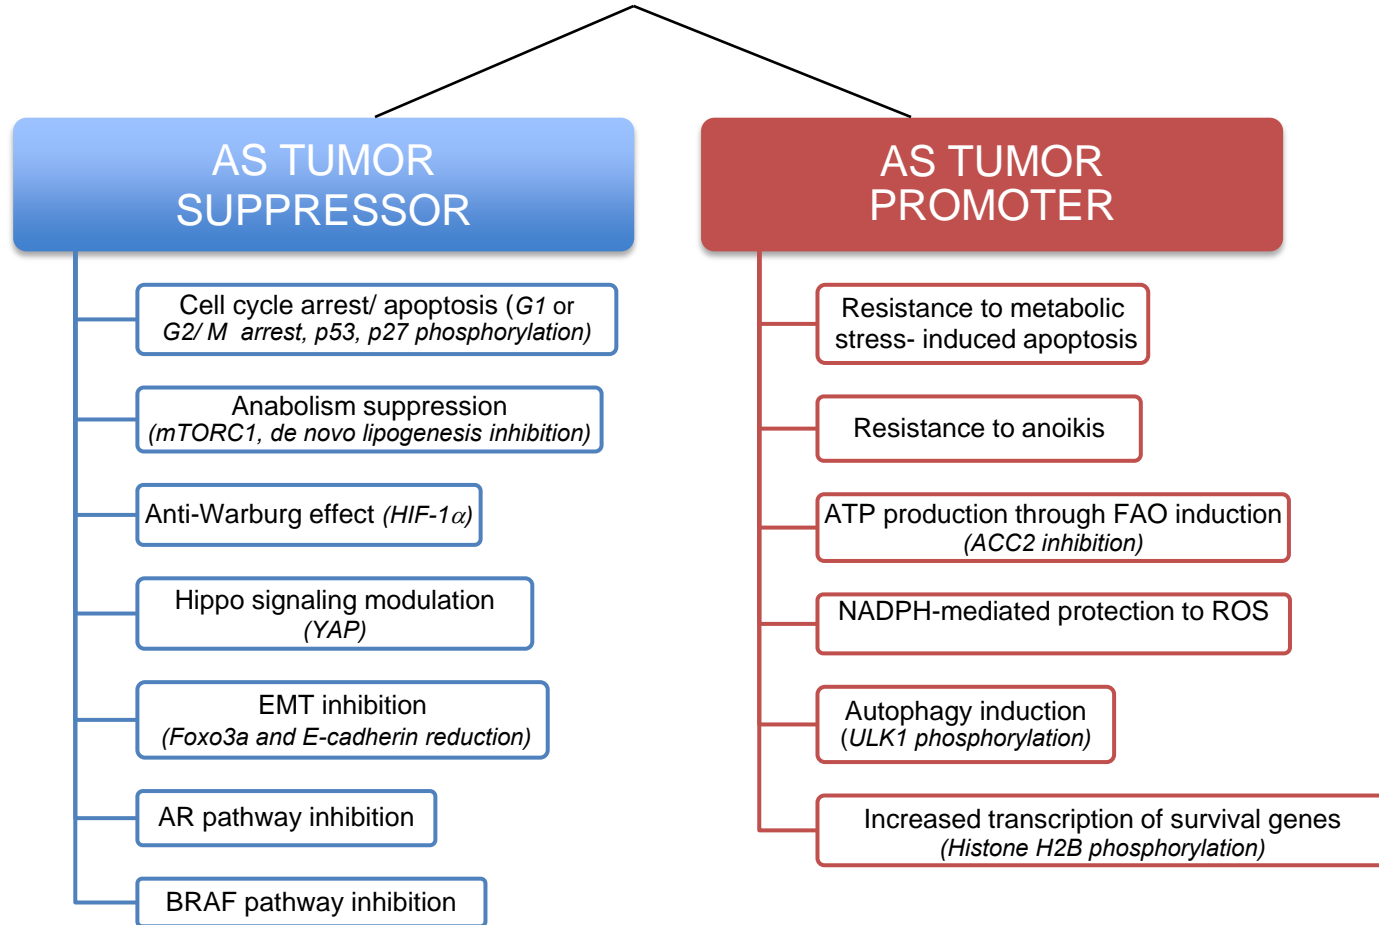 AS TUMOR
SUPPRESSOR
Cell cycle arrest/ apoptosis (G1 or
G2/ M arrest, p53, p27 phosphorylation)
Anabolism suppression
(mTORC1, de novo lipogenesis inhibition)
Anti-Warburg effect (HIF-1α)
Hippo signaling modulation
(YAP)
EMT inhibition
(Foxo3a and E-cadherin reduction)
AR pathway inhibition
BRAF pathway inhibition
AS TUMOR
PROMOTER
Resistance to metabolic
stress- induced apoptosis
Resistance to anoikis
ATP production through FAO induction
(ACC2 inhibition)
NADPH-mediated protection to ROS
Autophagy induction
(ULK1 phosphorylation)
Increased transcription of survival genes
(Histone H2B phosphorylation)